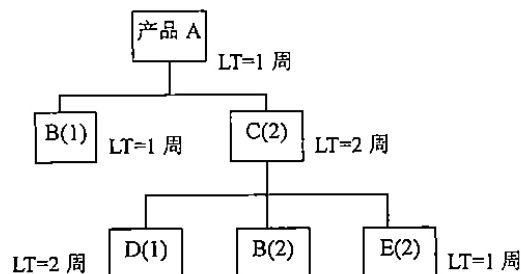 产品 A
LT=1 周
B(1)
LT=1 周
C(2)
LT=2 周
LT=2 周
D(1)
B(2)
E(2)
LT=1 周